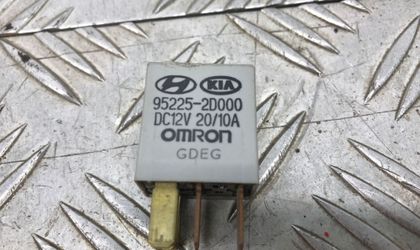 KIA
95225-2D000
DC12V 20/10A
OMRON
GDEG